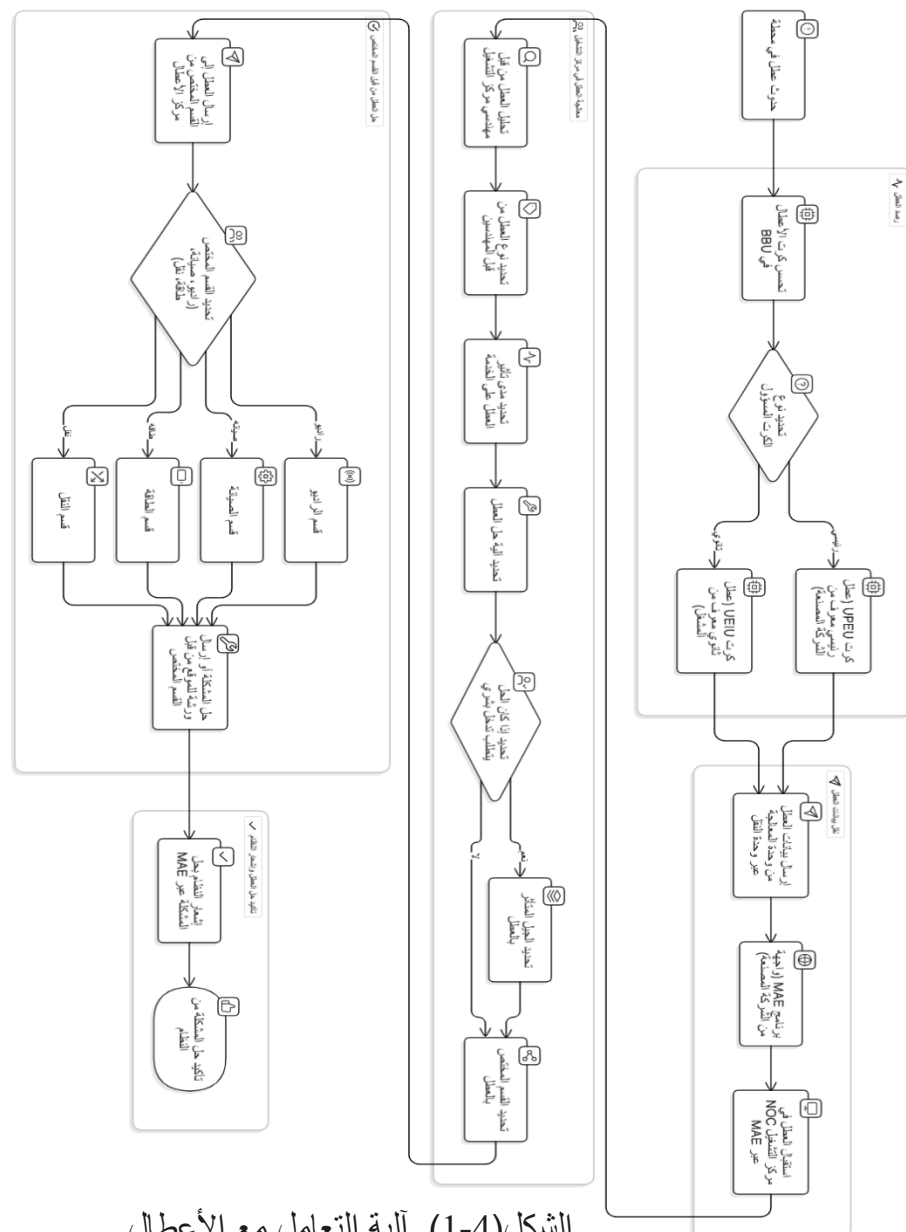 حدوث عطل في محطة
رصد العطل
تحسس كرت الأعطال
في BBU
تحديد نوع
الكرت المسؤول
رئيسي
ثانوي
كرت UPEU (عطل
رئيسي معرف من
الشركة المصنعة)
كرت UEIU (عطل
ثانوي معرف من
المشغل)
نقل بيانات العطل
إرسال بيانات العطل
من وحدة المعالجة
عبر وحدة النقل
برنامج MAE (واجهة
من الشركة المصنعة)
استقبال العطل في
مركز التشغيل NOC
عبر MAE
معالجة العطل في مركز التشغيل
تحليل العطل من قبل
مهندسي مركز التشغيل
تحديد نوع العطل من
قبل المهندسين
تحديد مدى تأثير
العطل على الخدمة
تحديد الية حل العطل
تحديد إذا كان الحل
يتطلب تدخل بشري
نعم
لا
تحديد الجيل المتأثر
بالعطل
تحديد القسم المختص
بالعطل
حل العطل من قبل القسم المختص
إرسال العطل إلى
القسم المختص من
مركز الأعطال
تحديد القسم المختص
(راديو، صيانة،
طاقة، نقل)
راديو
صيانة
طاقة
نقل
قسم الراديو
قسم الصيانة
قسم الطاقة
قسم النقل
حل المشكلة أو إرسال
ورشة للموقع من قبل
القسم المختص
تأكيد حل العطل وإشعار النظام
إشعار النظام بحل
المشكلة عبر MAE
تأكيد حل المشكلة من
النظام
الشكل(4-1) آلية التعامل مع الأعطال